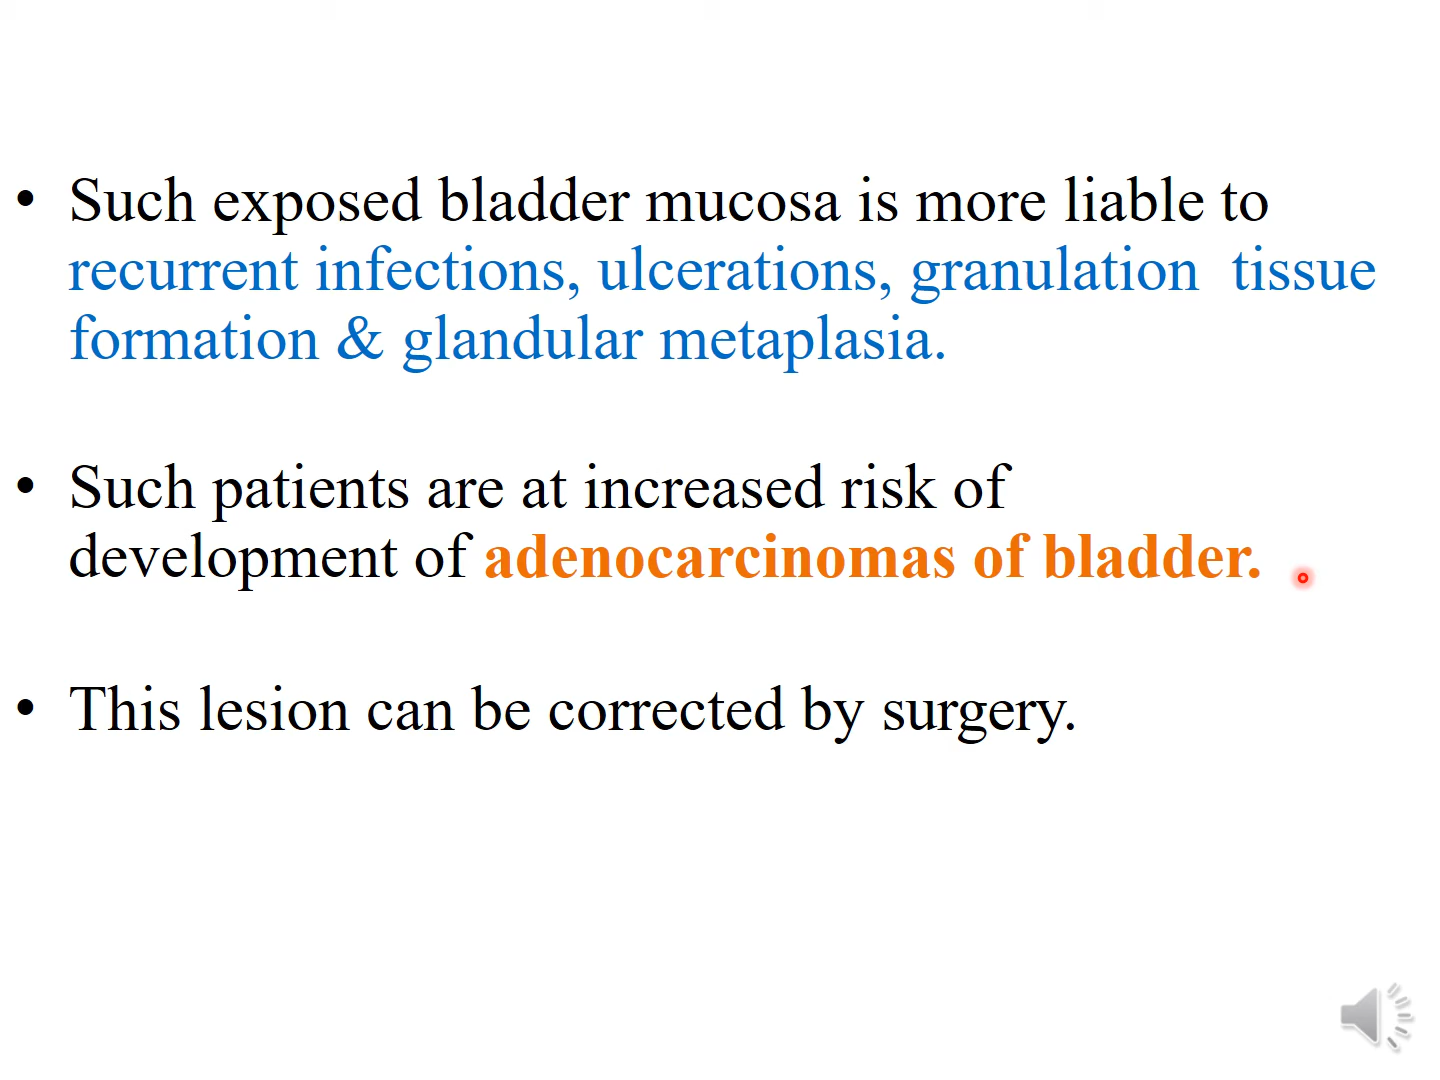 • Such exposed bladder mucosa is more liable to
recurrent infections, ulcerations, granulation tissue
formation & glandular metaplasia.
• Such patients are at increased risk of
development of adenocarcinomas of bladder.
• This lesion can be corrected by surgery.